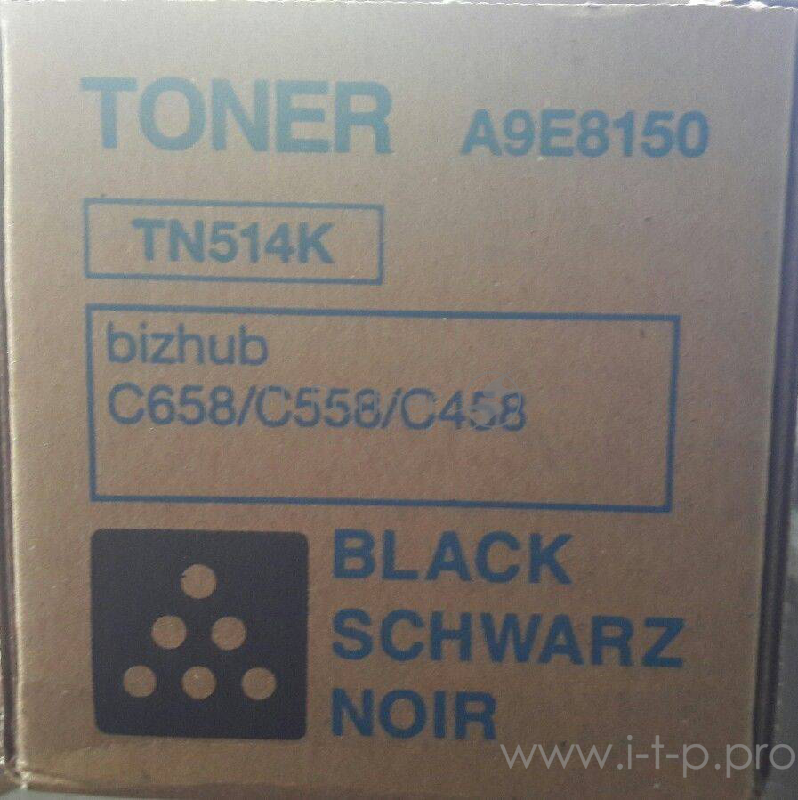 TONER A9E8150
TN514K
bizhub
C658/C558/C458
BLACK
SCHWARZ
NOIR
www.i-t-p.pro